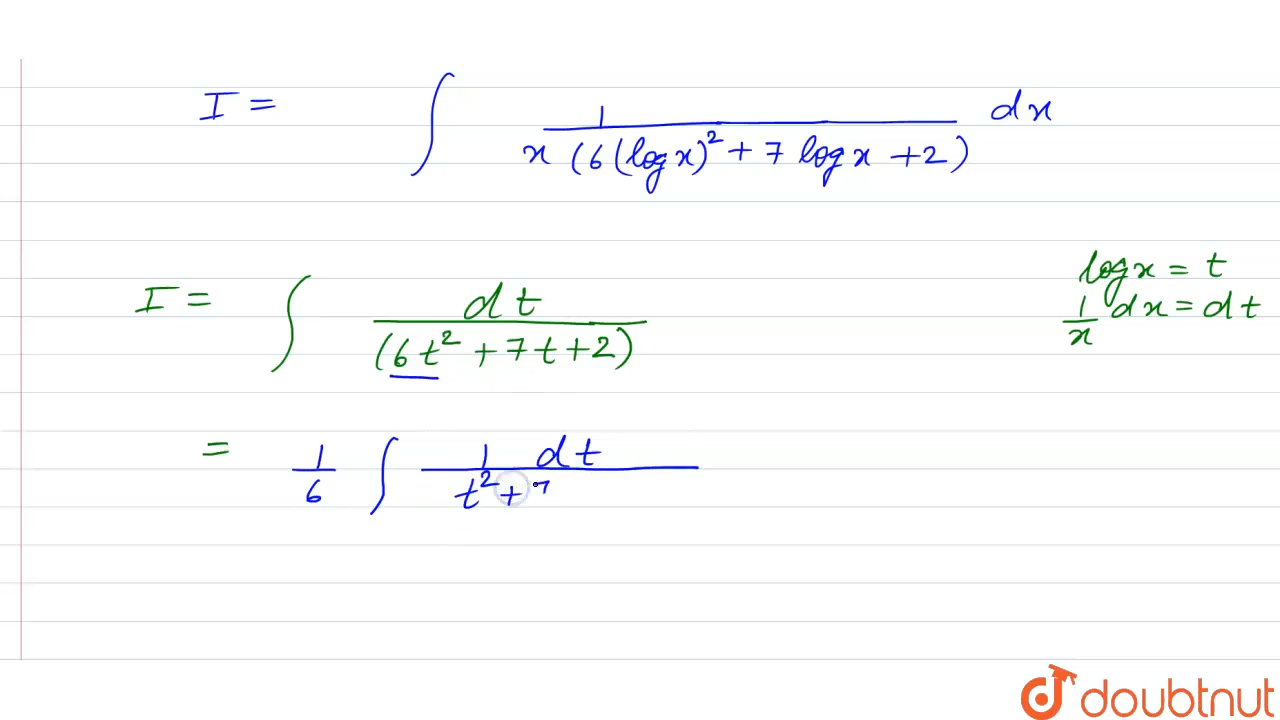 I = ∫ 1 / x (6 (log x)² + 7 log x + 2) dx
log x = t
I = ∫ dt / (6t² + 7t + 2)
1/x dx = dt
= 1/6 ∫ 1 dt / t² + 7
doubtnut